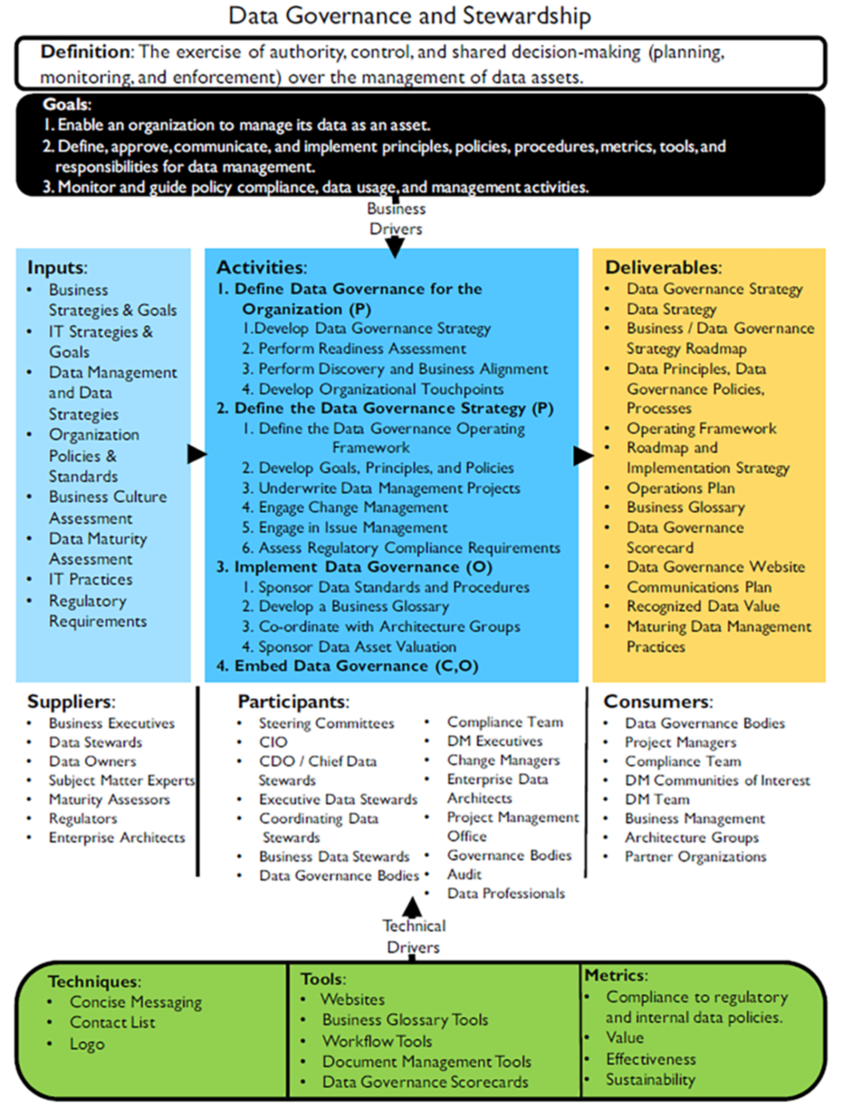 Data Governance and Stewardship
Definition: The exercise of authority, control, and shared decision-making (planning,
monitoring, and enforcement) over the management of data assets.
Goals:
1. Enable an organization to manage its data as an asset.
2. Define, approve, communicate, and implement principles, policies, procedures, metrics, tools, and
responsibilities for data management.
3. Monitor and guide policy compliance, data usage, and management activities.
Business
Drivers
Inputs:
• Business
Strategies & Goals
• IT Strategies &
Goals
• Data Management
and Data
Strategies
• Organization
Policies &
Standards
• Business Culture
Assessment
• Data Maturity
Assessment
• IT Practices
• Regulatory
Requirements
Activities:
1. Define Data Governance for the
Organization (P)
1.Develop Data Governance Strategy
2. Perform Readiness Assessment
3. Perform Discovery and Business Alignment
4. Develop Organizational Touchpoints
2. Define the Data Governance Strategy (P)
1. Define the Data Governance Operating
Framework
2. Develop Goals, Principles, and Policies
3. Underwrite Data Management Projects
4. Engage Change Management
5. Engage in Issue Management
6. Assess Regulatory Compliance Requirements
3. Implement Data Governance (O)
1. Sponsor Data Standards and Procedures
2. Develop a Business Glossary
3. Co-ordinate with Architecture Groups
4. Sponsor Data Asset Valuation
4. Embed Data Governance (C,O)
Deliverables:
• Data Governance Strategy
• Data Strategy
• Business / Data Governance
Strategy Roadmap
• Data Principles, Data
Governance Policies,
Processes
• Operating Framework
• Roadmap and
Implementation Strategy
• Operations Plan
• Business Glossary
• Data Governance
Scorecard
• Data Governance Website
• Communications Plan
• Recognized Data Value
• Maturing Data Management
Practices
Suppliers:
• Business Executives
• Data Stewards
• Data Owners
• Subject Matter Experts
• Maturity Assessors
• Regulators
• Enterprise Architects
Participants:
• Steering Committees
• CIO
• CDO / Chief Data
Stewards
• Executive Data Stewards
• Coordinating Data
Stewards
• Business Data Stewards
• Data Governance Bodies
• Compliance Team
• DM Executives
• Change Managers
• Enterprise Data
Architects
• Project Management
Office
• Governance Bodies
• Audit
• Data Professionals
Consumers:
• Data Governance Bodies
• Project Managers
• Compliance Team
• DM Communities of Interest
• DM Team
• Business Management
• Architecture Groups
• Partner Organizations
Technical
Drivers
Techniques:
• Concise Messaging
• Contact List
• Logo
Tools:
• Websites
• Business Glossary Tools
• Workflow Tools
• Document Management Tools
• Data Governance Scorecards
Metrics:
• Compliance to regulatory
and internal data policies.
• Value
• Effectiveness
• Sustainability